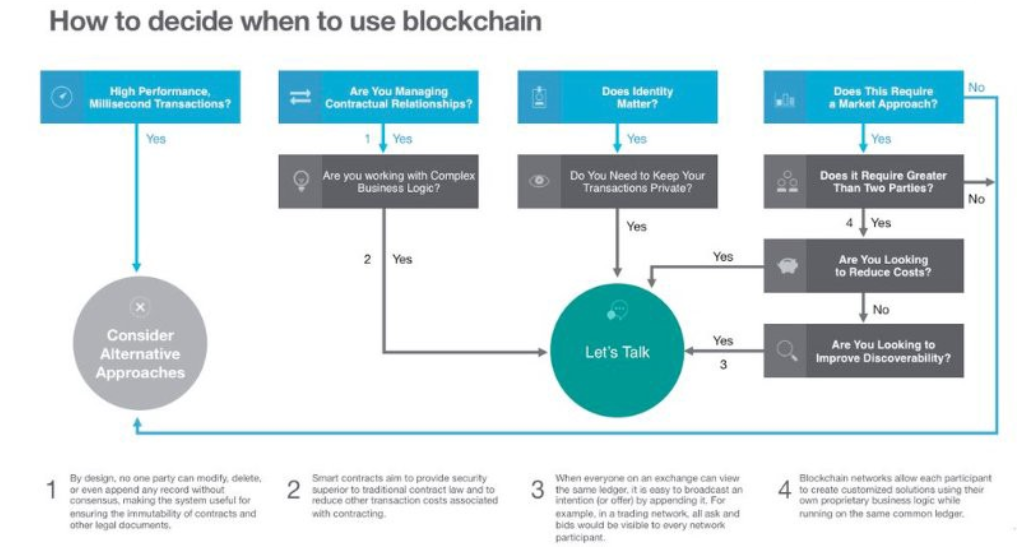 How to decide when to use blockchain
High Performance,
Millisecond Transactions?
Are You Managing
Contractual Relationships?
Does Identity
Matter?
Does This Require
a Market Approach?
No
Yes
1 Yes
Yes
Yes
Are you working with Complex
Business Logic?
Do You Need to Keep Your
Transactions Private?
Does it Require Greater
Than Two Parties?
No
4 Yes
Yes
2 Yes
Yes
Are You Looking
to Reduce Costs?
No
Consider
Alternative
Approaches
Let's Talk
Yes
3
Are You Looking to
Improve Discoverability?
1
By design, no one party can modify, delete,
or even append any record without
consensus, making the system useful for
ensuring the immutability of contracts and
other legal documents.
2
Smart contracts aim to provide security
superior to traditional contract law and to
reduce other transaction costs associated
with contracting.
3
When everyone on an exchange can view
the same ledger, it is easy to broadcast an
intention (or offer) by appending it. For
example, in a trading network, all ask and
bids would be visible to every network
participant.
4
Blockchain networks allow each participant
to create customized solutions using their
own proprietary business logic while
running on the same common ledger.